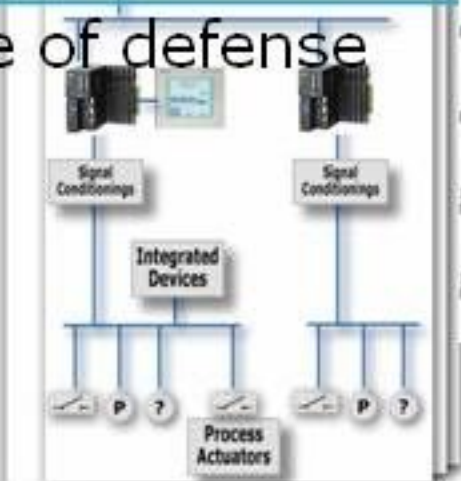 e of defense
Signal
Conditionings
Signal
Conditionings
Integrated
Devices
P
?
P
?
Process
Actuators